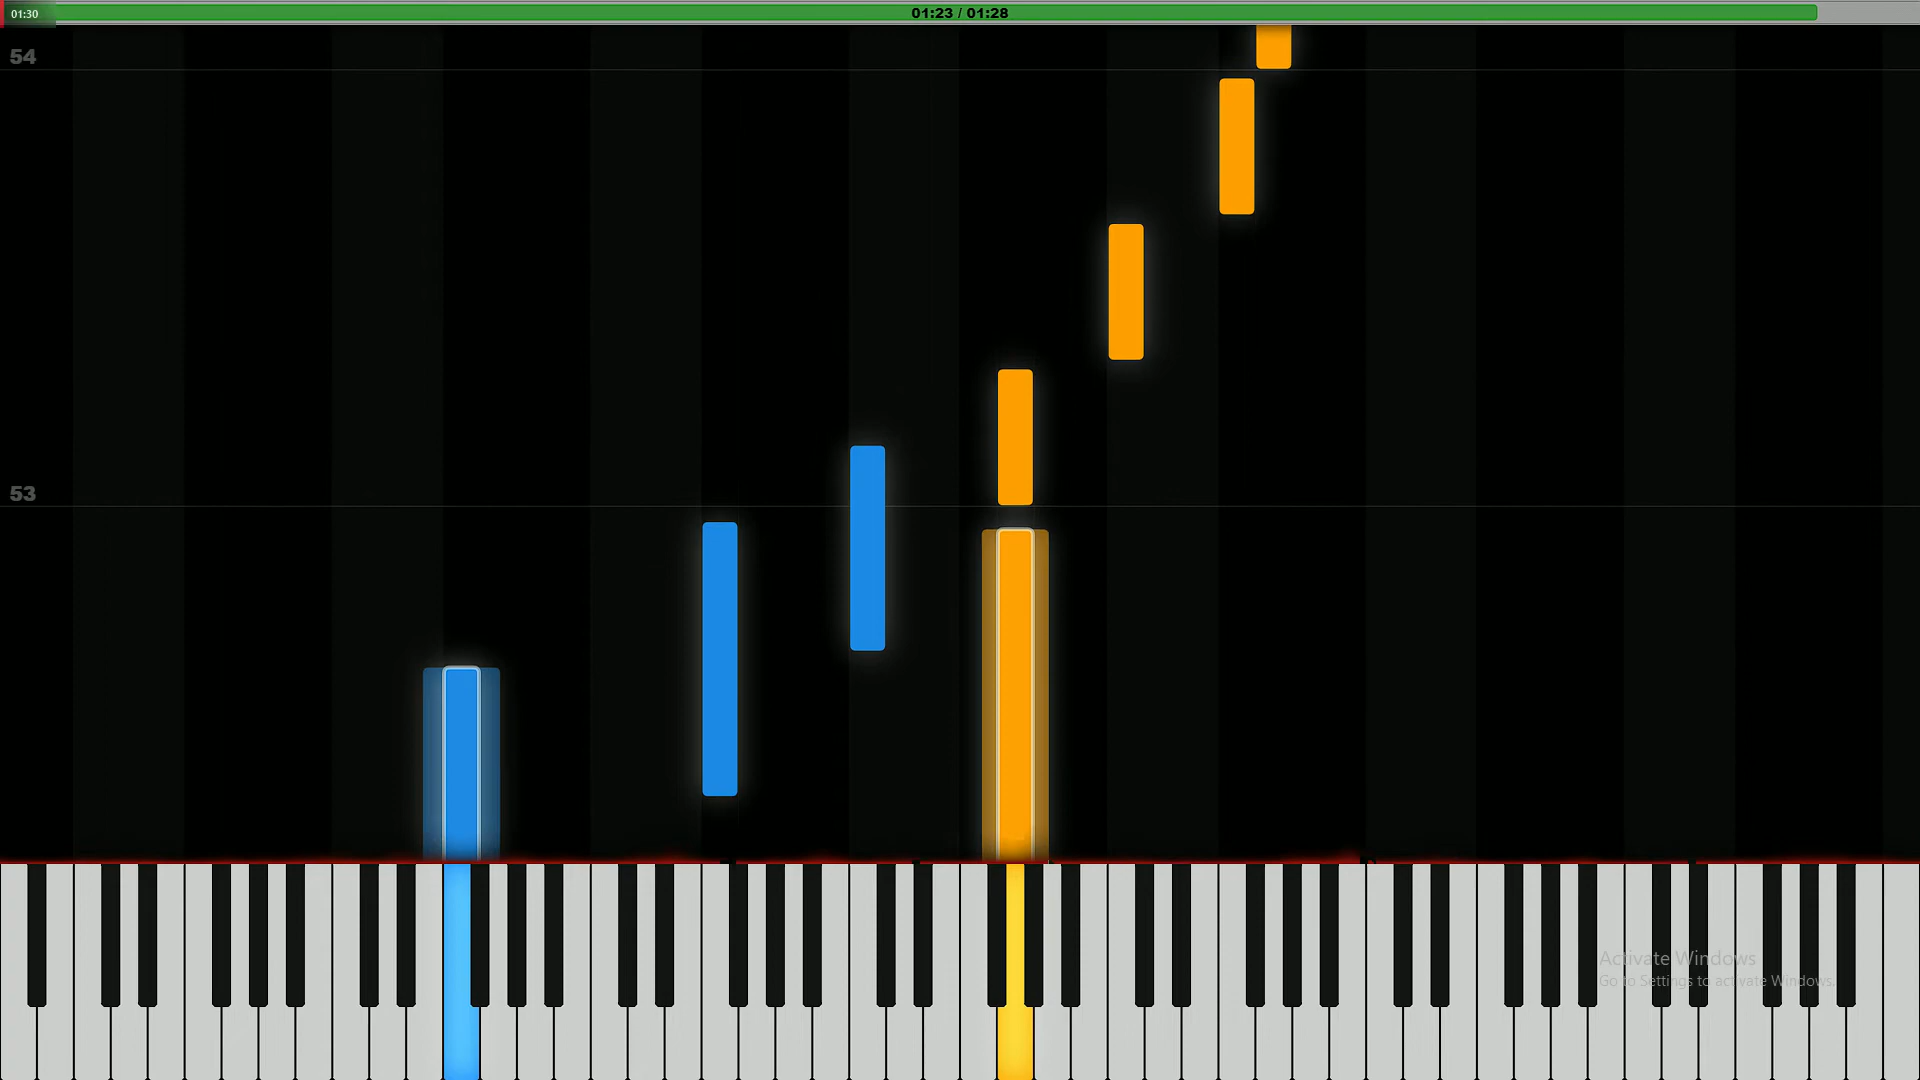 01:30
01:23 / 01:28
54
53
Activate Windows
Go to Settings to activate Windows.